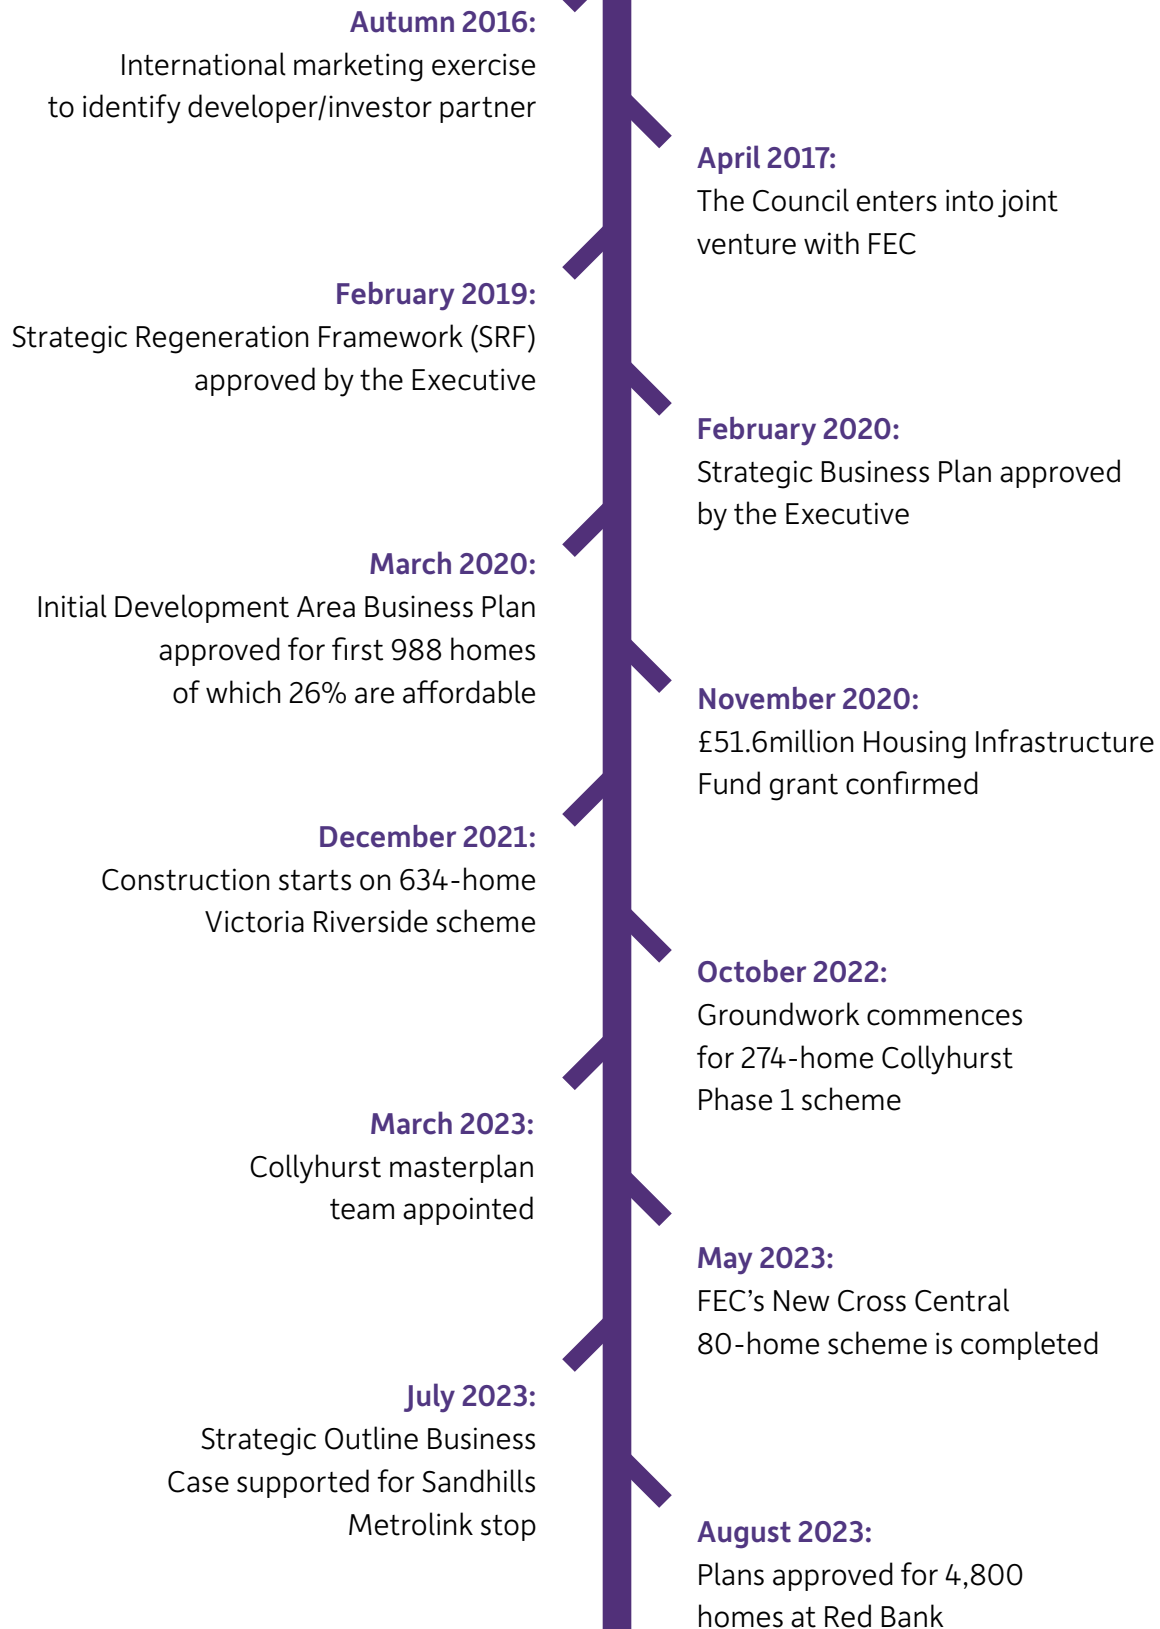 Autumn 2016:
International marketing exercise
to identify developer/investor partner
April 2017:
The Council enters into joint
venture with FEC
February 2019:
Strategic Regeneration Framework (SRF)
approved by the Executive
February 2020:
Strategic Business Plan approved
by the Executive
March 2020:
Initial Development Area Business Plan
approved for first 988 homes
of which 26% are affordable
November 2020:
£51.6million Housing Infrastructure
Fund grant confirmed
December 2021:
Construction starts on 634-home
Victoria Riverside scheme
October 2022:
Groundwork commences
for 274-home Collyhurst
Phase 1 scheme
March 2023:
Collyhurst masterplan
team appointed
May 2023:
FEC’s New Cross Central
80-home scheme is completed
July 2023:
Strategic Outline Business
Case supported for Sandhills
Metrolink stop
August 2023:
Plans approved for 4,800
homes at Red Bank